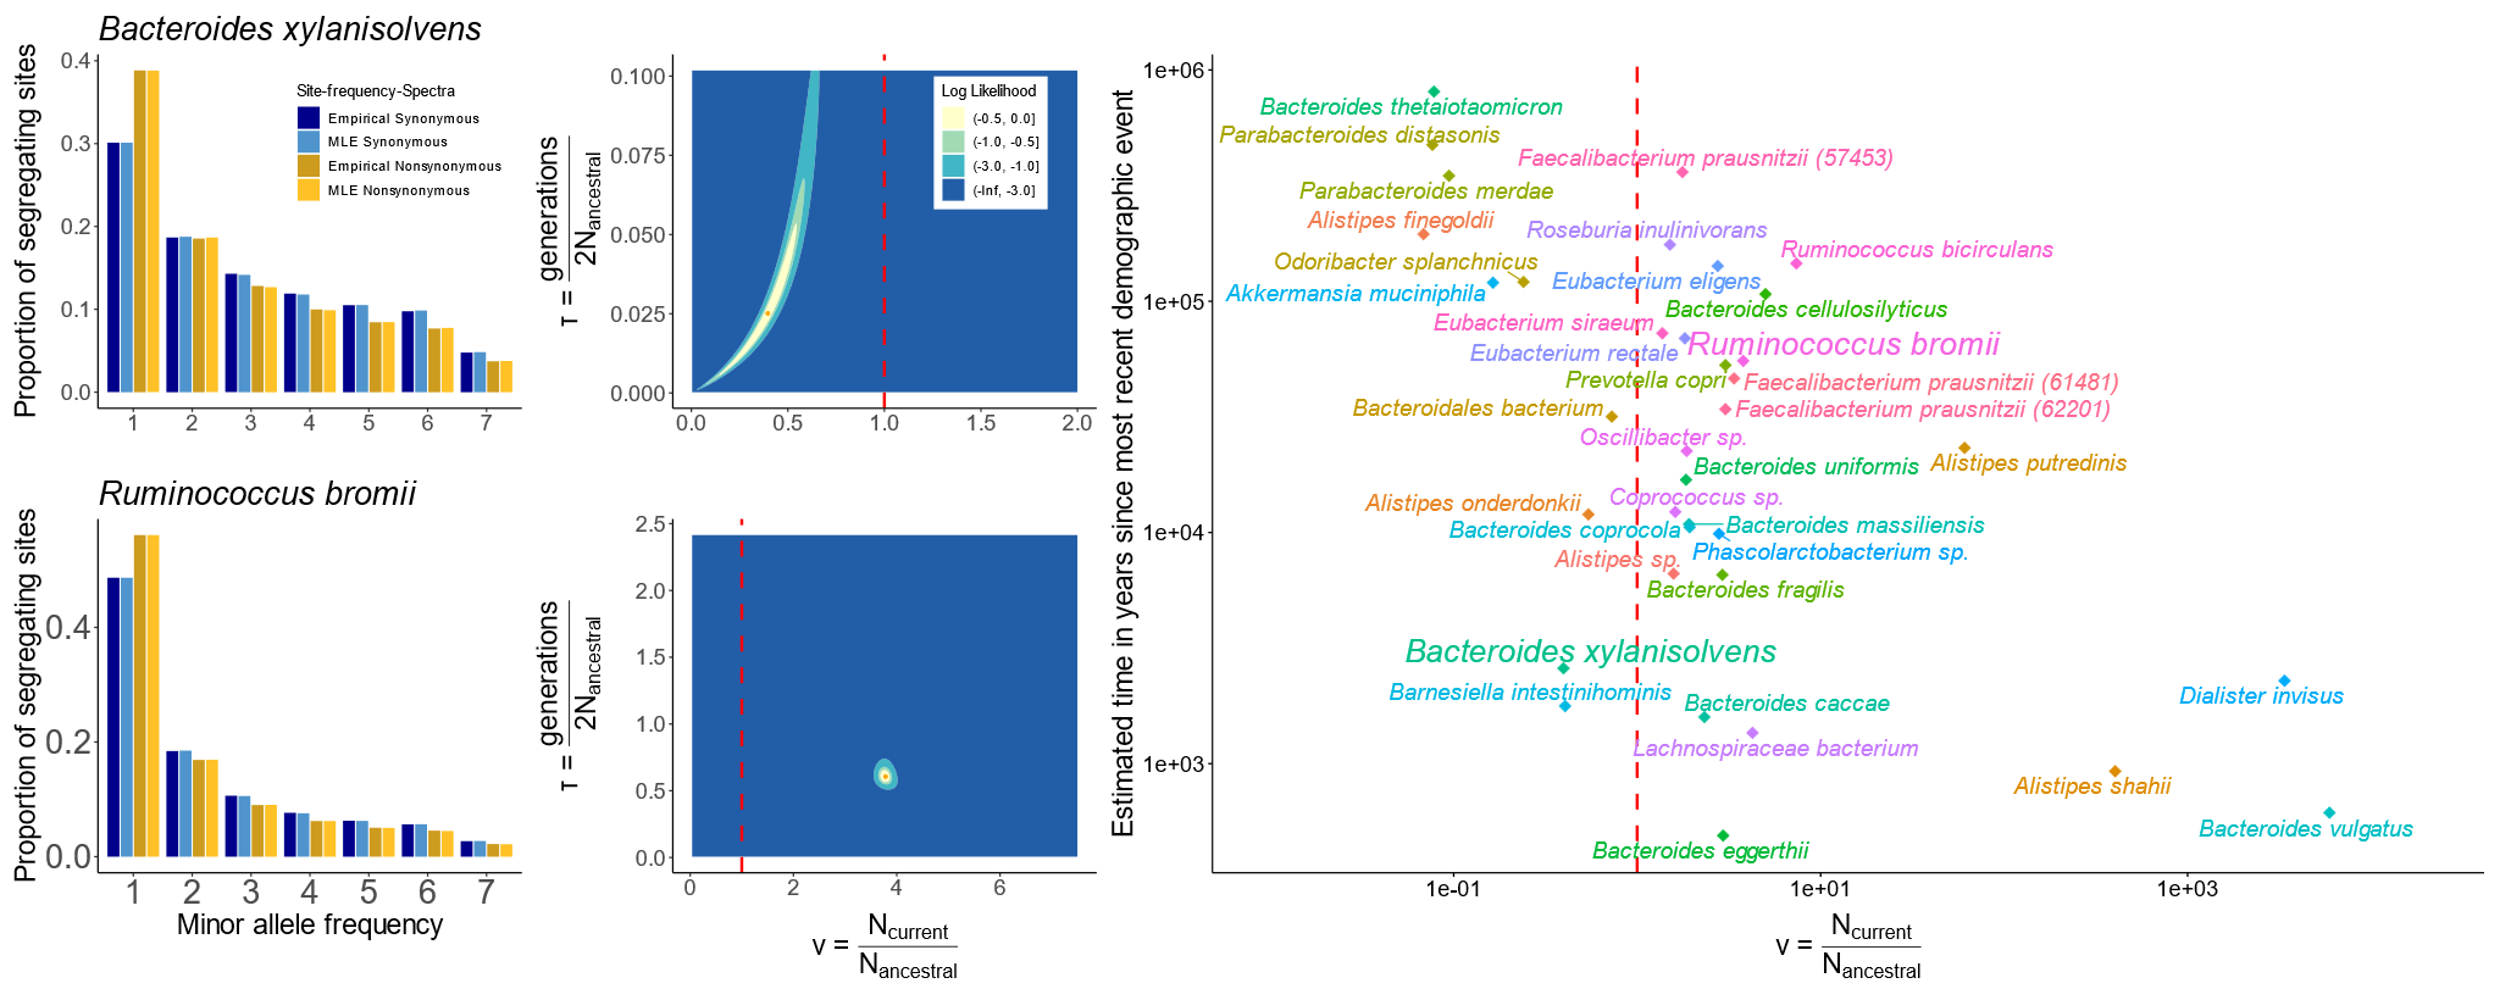 Bacteroides xylanisolvens
Proportion of segregating sites
0.4
0.3
0.2
0.1
0.0
1 2 3 4 5 6 7
Site-frequency-Spectra
Empirical Synonymous
MLE Synonymous
Empirical Nonsynonymous
MLE Nonsynonymous
τ = generations
2Nancestral
0.100
0.075
0.050
0.025
0.000
0.0 0.5 1.0 1.5 2.0
Log Likelihood
(-0.5, 0.0]
(-1.0, -0.5]
(-3.0, -1.0]
(-Inf, -3.0]
Ruminococcus bromii
Proportion of segregating sites
0.4
0.2
0.0
1 2 3 4 5 6 7
Minor allele frequency
τ = generations
2Nancestral
2.5
2.0
1.5
1.0
0.5
0.0
0 2 4 6
ν = Ncurrent
Nancestral
Estimated time in years since most recent demographic event
1e+06
1e+05
1e+04
1e+03
Bacteroides thetaiotaomicron
Parabacteroides distasonis
Faecalibacterium prausnitzii (57453)
Parabacteroides merdae
Alistipes finegoldii
Roseburia inulinivorans
Ruminococcus bicirculans
Odoribacter splanchnicus
Eubacterium eligens
Akkermansia muciniphila
Bacteroides cellulosilyticus
Eubacterium siraeum
Ruminococcus bromii
Eubacterium rectale
Prevotella copri
Faecalibacterium prausnitzii (61481)
Bacteroidales bacterium
Faecalibacterium prausnitzii (62201)
Oscillibacter sp.
Bacteroides uniformis
Alistipes putredinis
Coprococcus sp.
Alistipes onderdonkii
Bacteroides massiliensis
Bacteroides coprocola
Phascolarctobacterium sp.
Alistipes sp.
Bacteroides fragilis
Bacteroides xylanisolvens
Barnesiella intestinihominis
Dialister invisus
Bacteroides caccae
Lachnospiraceae bacterium
Alistipes shahii
Bacteroides vulgatus
Bacteroides eggerthii
1e-01 1e+01 1e+03
ν = Ncurrent
Nancestral